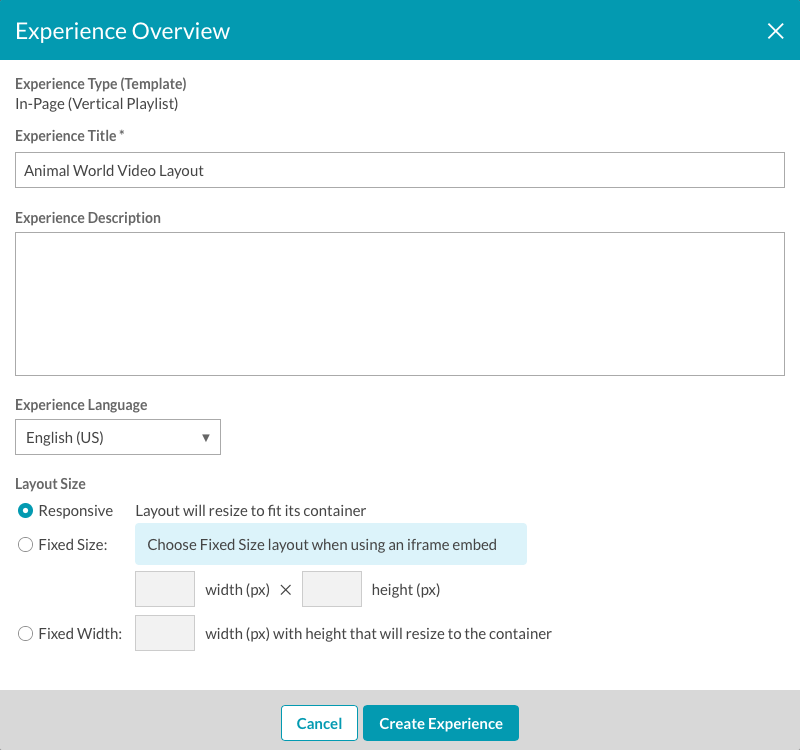 Experience Overview
Experience Type (Template)
In-Page (Vertical Playlist)
Experience Title *
Animal World Video Layout
Experience Description
Experience Language
English (US)
Layout Size
Responsive Layout will resize to fit its container
Fixed Size: Choose Fixed Size layout when using an iframe embed
width (px) × height (px)
Fixed Width: width (px) with height that will resize to the container
Cancel Create Experience